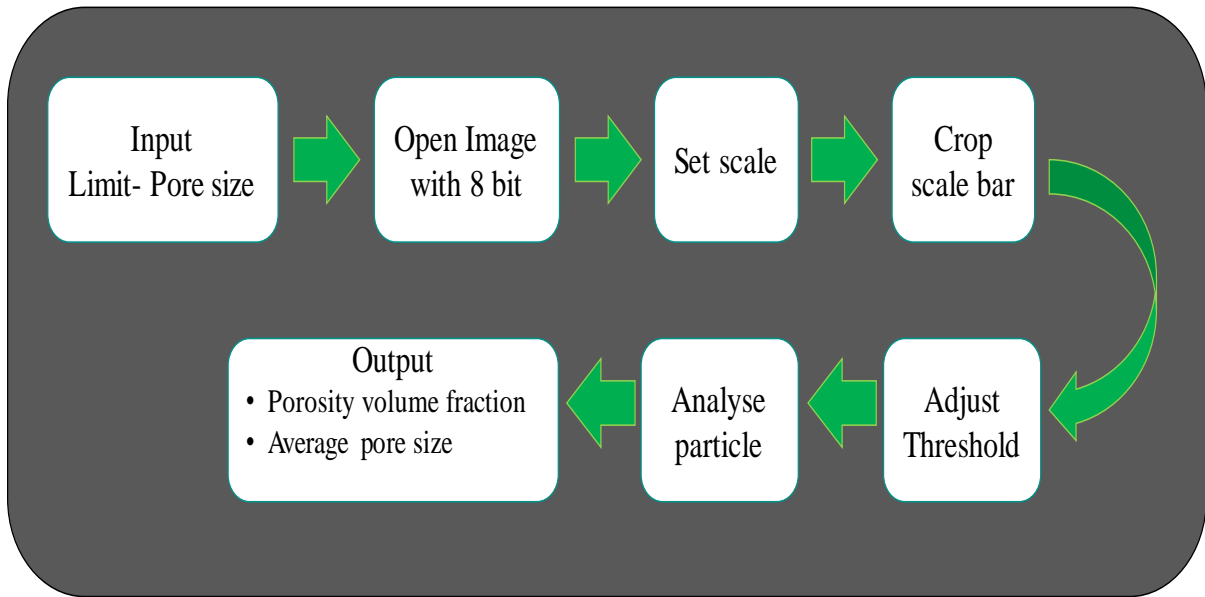 Input
Limit- Pore size
Open Image
with 8 bit
Set scale
Crop
scale bar
Adjust
Threshold
Analyse
particle
Output
• Porosity volume fraction
• Average pore size